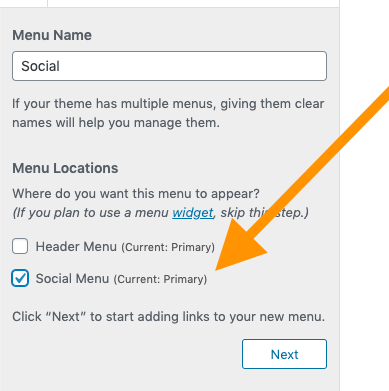 Menu Name
Social
If your theme has multiple menus, giving them clear
names will help you manage them.
Menu Locations
Where do you want this menu to appear?
(If you plan to use a menu widget, skip this step.)
Header Menu (Current: Primary)
Social Menu (Current: Primary)
Click “Next” to start adding links to your new menu.
Next